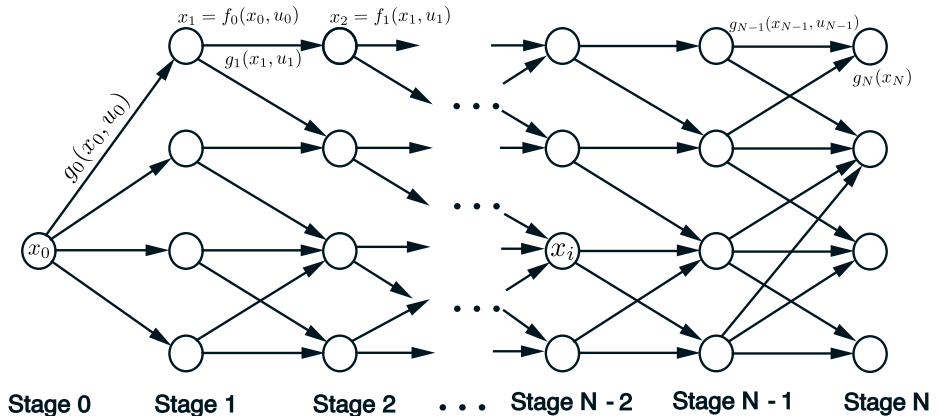 x_1 = f_0(x_0, u_0)
x_2 = f_1(x_1, u_1)
g_{N-1}(x_{N-1}, u_{N-1})
g_1(x_1, u_1)
g_N(x_N)
g_0(x_0, u_0)
. . .
. . .
x_0
x_i
. . .
Stage 0 Stage 1 Stage 2 . . . Stage N - 2 Stage N - 1 Stage N